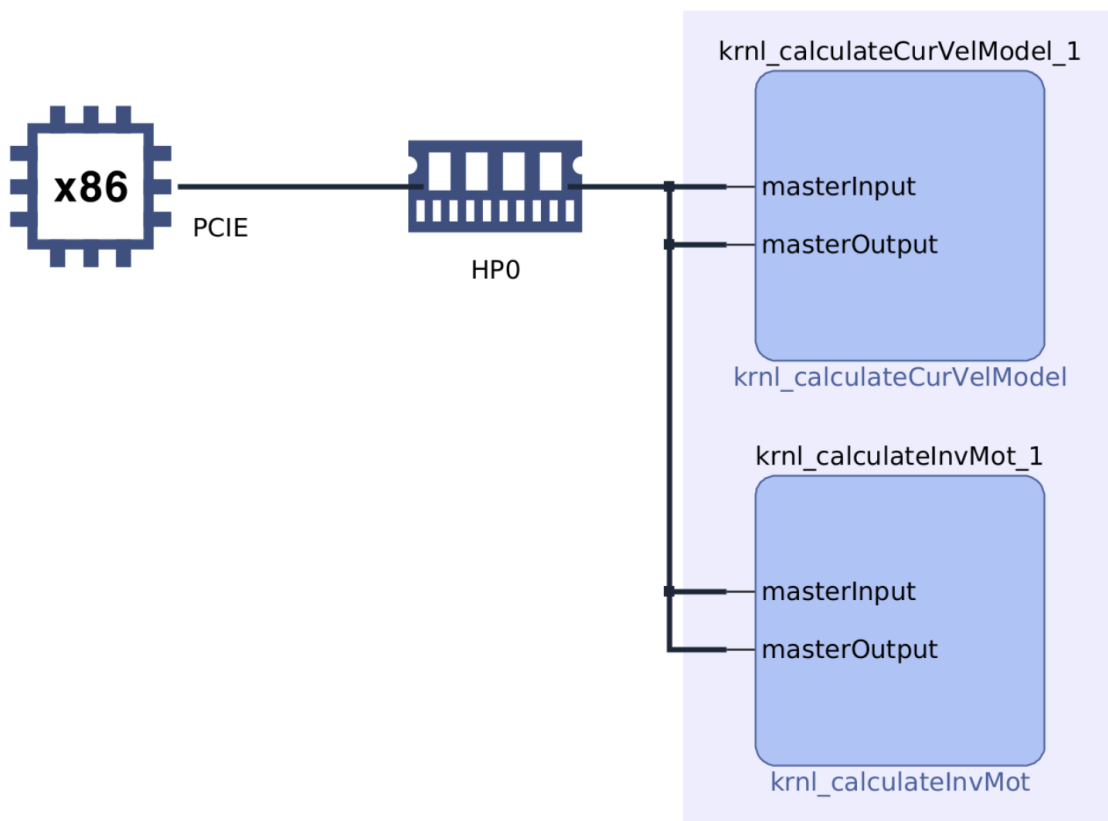 x86
PCIE
HP0
krnl_calculateCurVelModel_1
masterInput
masterOutput
krnl_calculateCurVelModel
krnl_calculateInvMot_1
masterInput
masterOutput
krnl_calculateInvMot